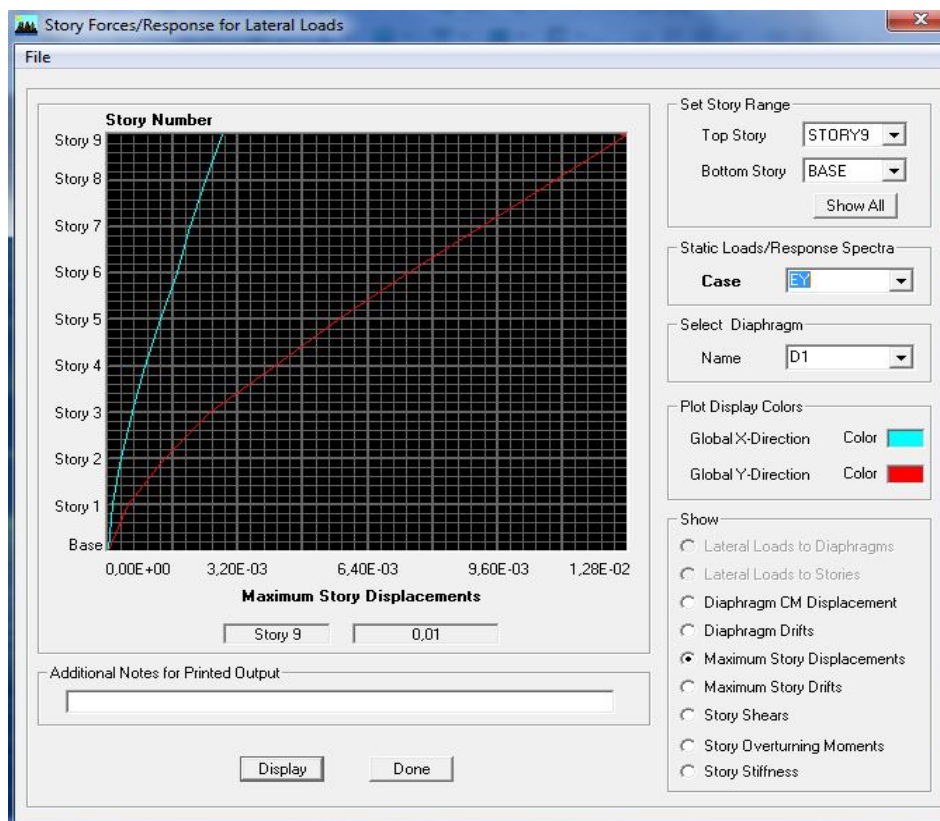 Story Forces/Response for Lateral Loads
File
Story Number
Story 9
Story 8
Story 7
Story 6
Story 5
Story 4
Story 3
Story 2
Story 1
Base
0,00E+00 3,20E-03 6,40E-03 9,60E-03 1,28E-02
Maximum Story Displacements
Story 9 0,01
Additional Notes for Printed Output
Display Done
Set Story Range
Top Story STORY9
Bottom Story BASE
Show All
Static Loads/Response Spectra
Case EY
Select Diaphragm
Name D1
Plot Display Colors
Global X-Direction Color
Global Y-Direction Color
Show
Lateral Loads to Diaphragms
Lateral Loads to Stories
Diaphragm CM Displacement
Diaphragm Drifts
Maximum Story Displacements
Maximum Story Drifts
Story Shears
Story Overturning Moments
Story Stiffness